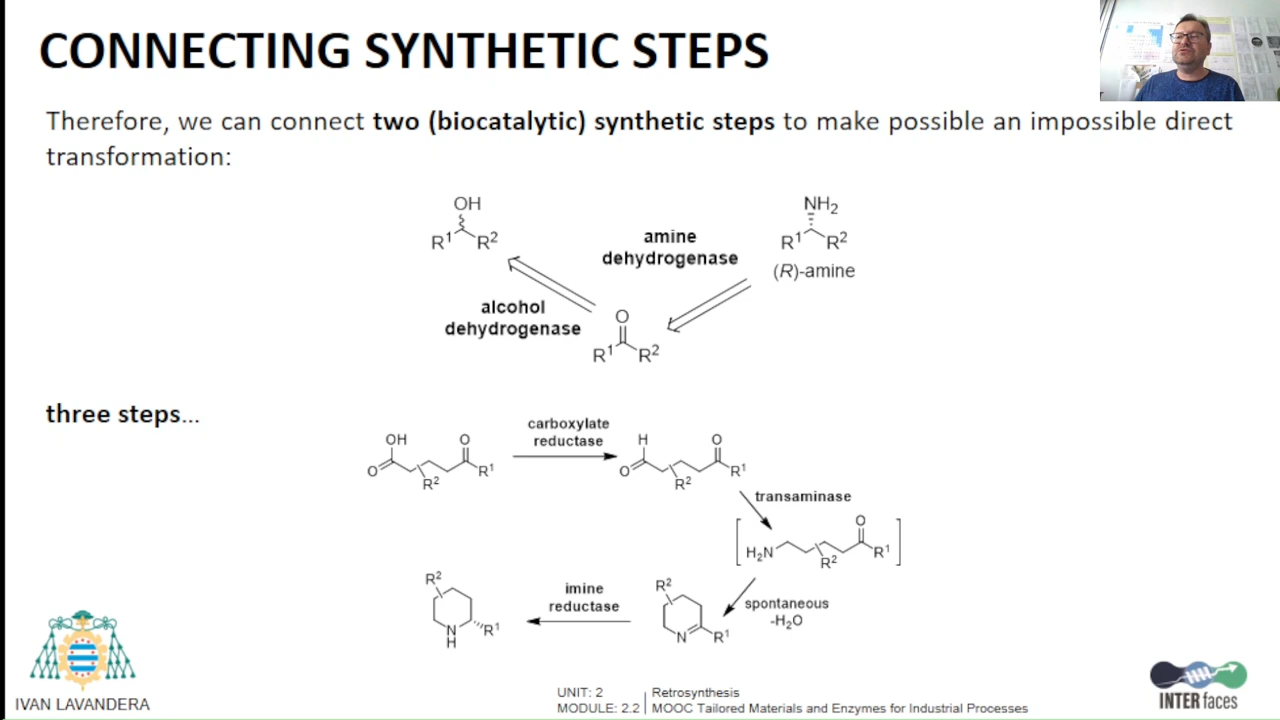 CONNECTING SYNTHETIC STEPS
Therefore, we can connect two (biocatalytic) synthetic steps to make possible an impossible direct
transformation:
OH
R1 R2
amine
dehydrogenase
NH2
R1 R2
(R)-amine
alcohol
dehydrogenase
O
R1 R2
three steps...
OH
O
O
R2
R1
carboxylate
reductase
H
O
O
R2
R1
transaminase
O
H2N
R2
R1
spontaneous
-H2O
R2
N
R1
imine
reductase
R2
N
H
R1
IVAN LAVANDERA
UNIT: 2 Retrosynthesis
MODULE: 2.2 MOOC Tailored Materials and Enzymes for Industrial Processes
INTERfaces